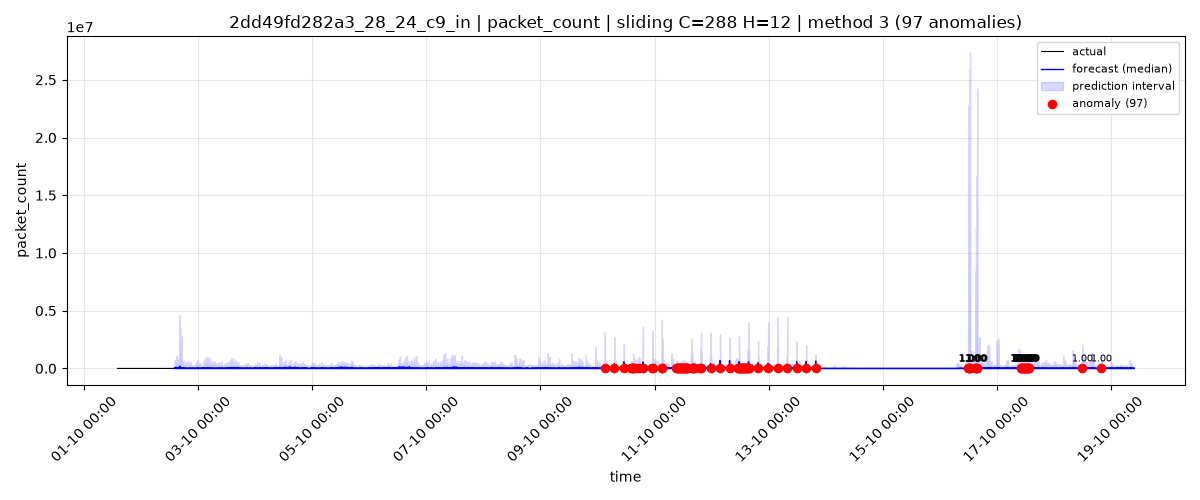 2dd49fd282a3_28_24_c9_in | packet_count | sliding C=288 H=12 | method 3 (97 anomalies)
1e7
actual
forecast (median)
prediction interval
anomaly (97)
2.5
2.0
1.5
1.0
0.5
0.0
packet_count
1.00
1.00
01-10 00:00
03-10 00:00
05-10 00:00
07-10 00:00
09-10 00:00
11-10 00:00
13-10 00:00
15-10 00:00
17-10 00:00
19-10 00:00
time